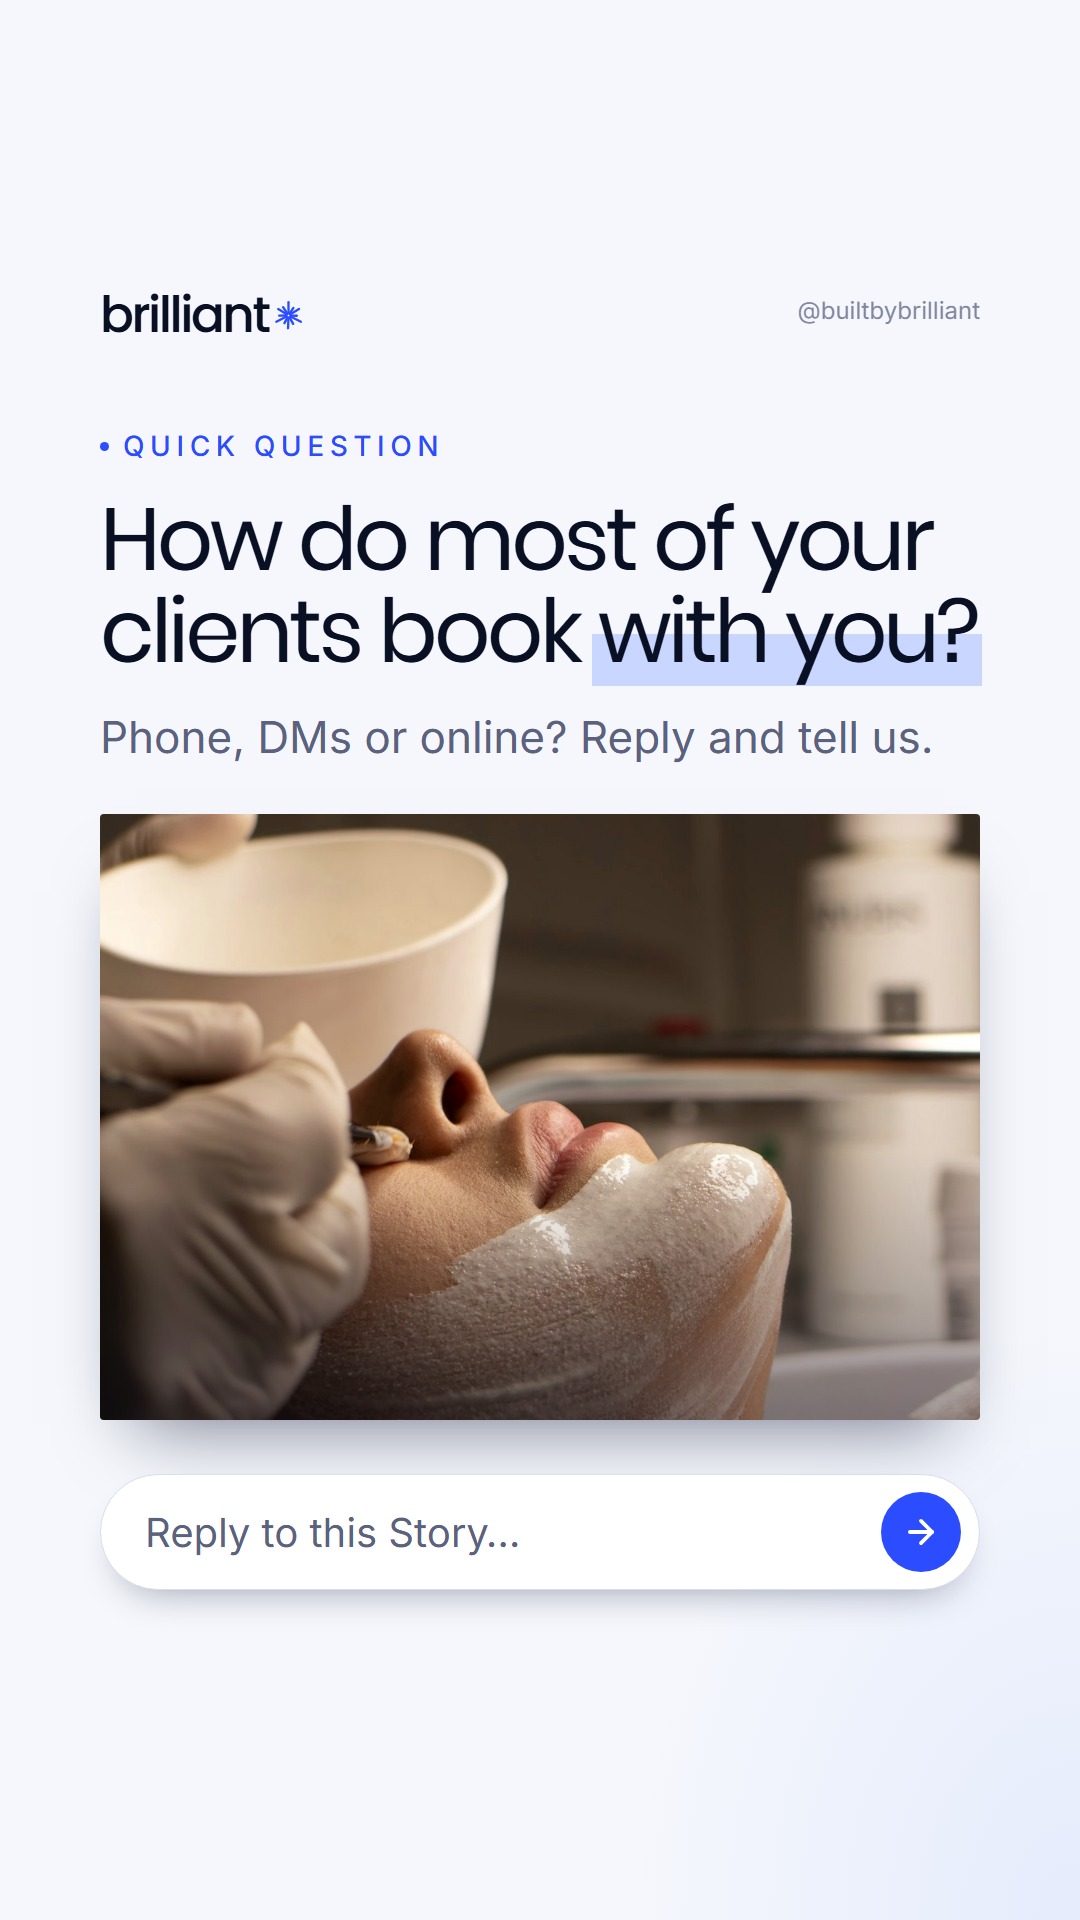 brilliant
@builtbybrilliant
• QUICK QUESTION
How do most of your
clients book with you?
Phone, DMs or online? Reply and tell us.
Reply to this Story...